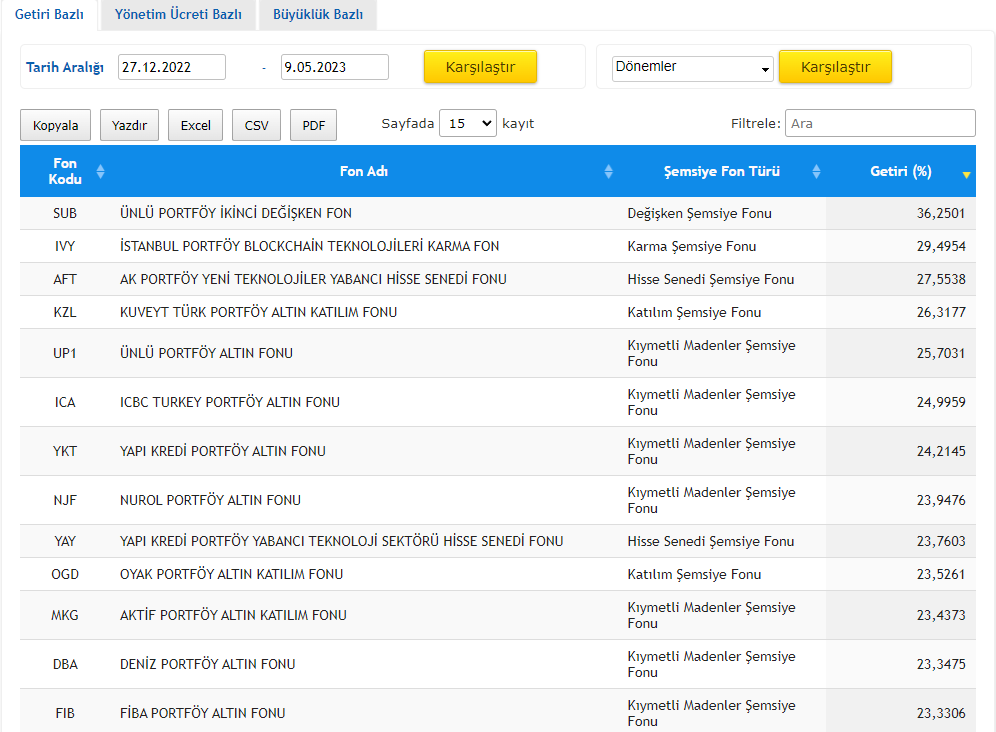 Getiri Bazlı Yönetim Ücreti Bazlı Büyüklük Bazlı
Tarih Aralığı 27.12.2022 - 9.05.2023 Karşılaştır Dönemler Karşılaştır
Kopyala Yazdır Excel CSV PDF Sayfada 15 kayıt Filtrele: Ara
Fon Kodu Fon Adı Şemsiye Fon Türü Getiri (%)
SUB ÜNLÜ PORTFÖY İKİNCİ DEĞİŞKEN FON Değişken Şemsiye Fonu 36,2501
IVY İSTANBUL PORTFÖY BLOCKCHAİN TEKNOLOJİLERİ KARMA FON Karma Şemsiye Fonu 29,4954
AFT AK PORTFÖY YENİ TEKNOLOJİLER YABANCI HİSSE SENEDİ FONU Hisse Senedi Şemsiye Fonu 27,5538
KZL KUVEYT TÜRK PORTFÖY ALTIN KATILIM FONU Katılım Şemsiye Fonu 26,3177
UP1 ÜNLÜ PORTFÖY ALTIN FONU Kıymetli Madenler Şemsiye Fonu 25,7031
ICA ICBC TURKEY PORTFÖY ALTIN FONU Kıymetli Madenler Şemsiye Fonu 24,9959
YKT YAPI KREDİ PORTFÖY ALTIN FONU Kıymetli Madenler Şemsiye Fonu 24,2145
NJF NUROL PORTFÖY ALTIN FONU Kıymetli Madenler Şemsiye Fonu 23,9476
YAY YAPI KREDİ PORTFÖY YABANCI TEKNOLOJİ SEKTÖRÜ HİSSE SENEDİ FONU Hisse Senedi Şemsiye Fonu 23,7603
OGD OYAK PORTFÖY ALTIN KATILIM FONU Katılım Şemsiye Fonu 23,5261
MKG AKTİF PORTFÖY ALTIN KATILIM FONU Kıymetli Madenler Şemsiye Fonu 23,4373
DBA DENİZ PORTFÖY ALTIN FONU Kıymetli Madenler Şemsiye Fonu 23,3475
FIB FİBA PORTFÖY ALTIN FONU Kıymetli Madenler Şemsiye Fonu 23,3306